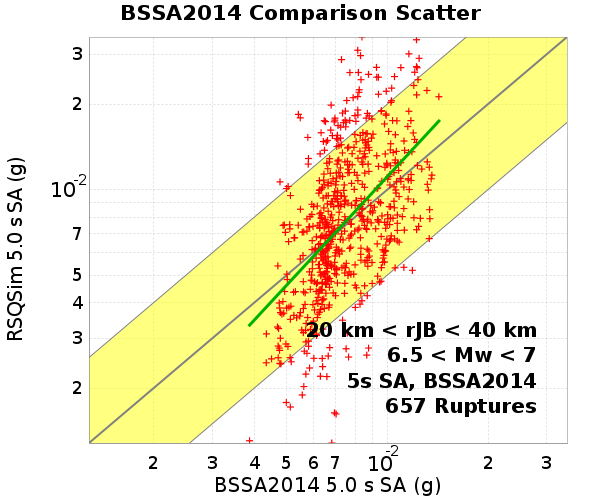 BSSA2014 Comparison Scatter
RSQSim 5.0 s SA (g)
3
2
10-2
7
5
4
3
2
20 km < rJB < 40 km
6.5 < Mw < 7
5s SA, BSSA2014
657 Ruptures
2 3 4 5 6 7 10-2 2 3
BSSA2014 5.0 s SA (g)